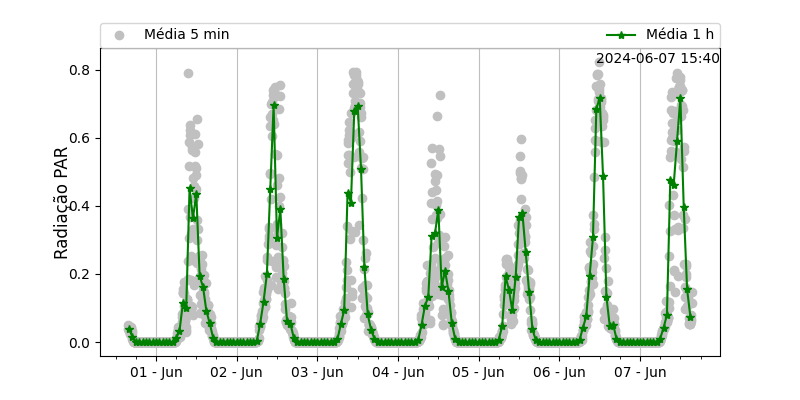 Média 5 min
Média 1 h
2024-06-07 15:40
Radiação PAR
0.8
0.6
0.4
0.2
0.0
01 - Jun
02 - Jun
03 - Jun
04 - Jun
05 - Jun
06 - Jun
07 - Jun